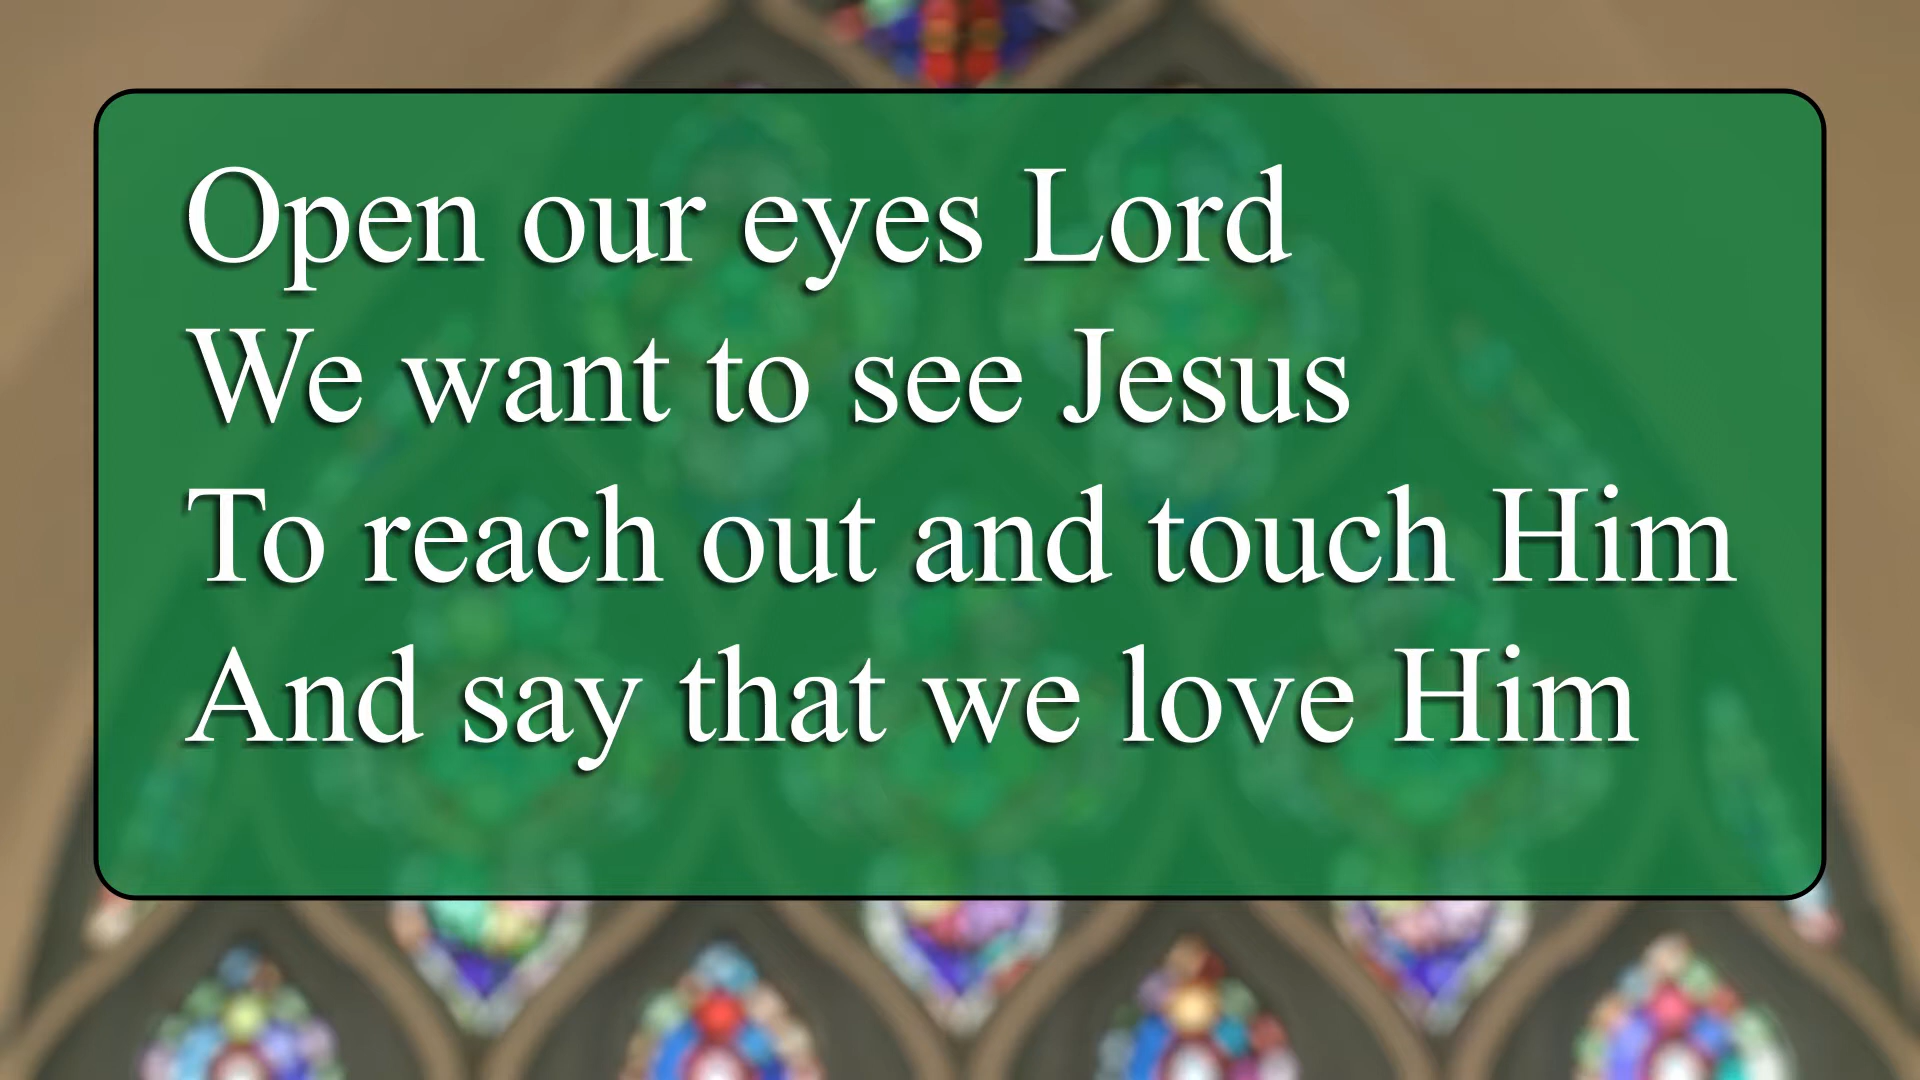 Open our eyes Lord
We want to see Jesus
To reach out and touch Him
And say that we love Him